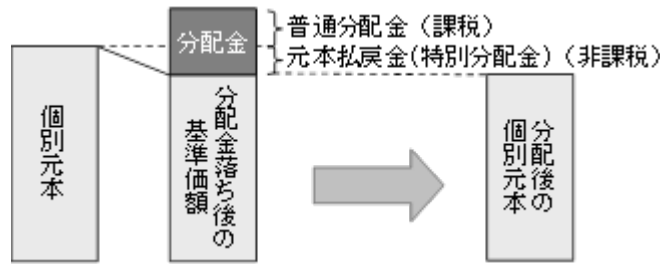 分配金
普通分配金（課税）
元本払戻金(特別分配金)（非課税）
個別元本
分配金落ち後の
基準価額
分配後の
個別元本